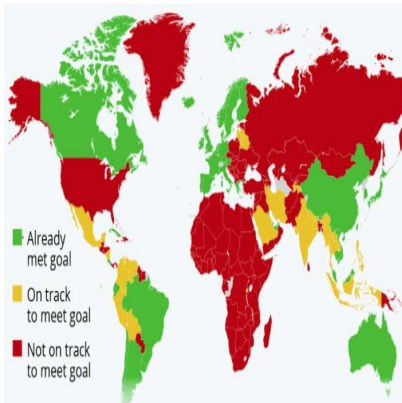 Already
met goal
On track
to meet goal
Not on track
to meet goal